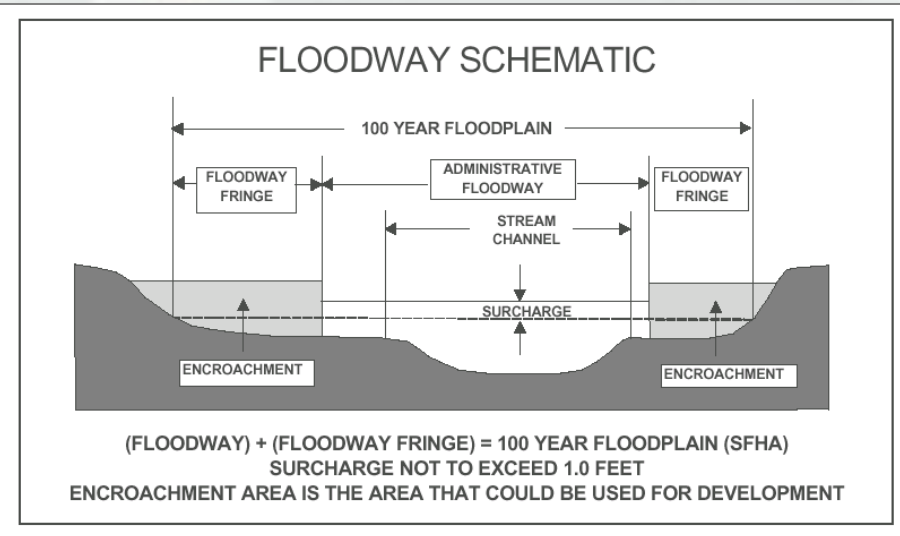 FLOODWAY SCHEMATIC
100 YEAR FLOODPLAIN
FLOODWAY
FRINGE
ADMINISTRATIVE
FLOODWAY
FLOODWAY
FRINGE
STREAM
CHANNEL
SURCHARGE
ENCROACHMENT
ENCROACHMENT
(FLOODWAY) + (FLOODWAY FRINGE) = 100 YEAR FLOODPLAIN (SFHA)
SURCHARGE NOT TO EXCEED 1.0 FEET
ENCROACHMENT AREA IS THE AREA THAT COULD BE USED FOR DEVELOPMENT